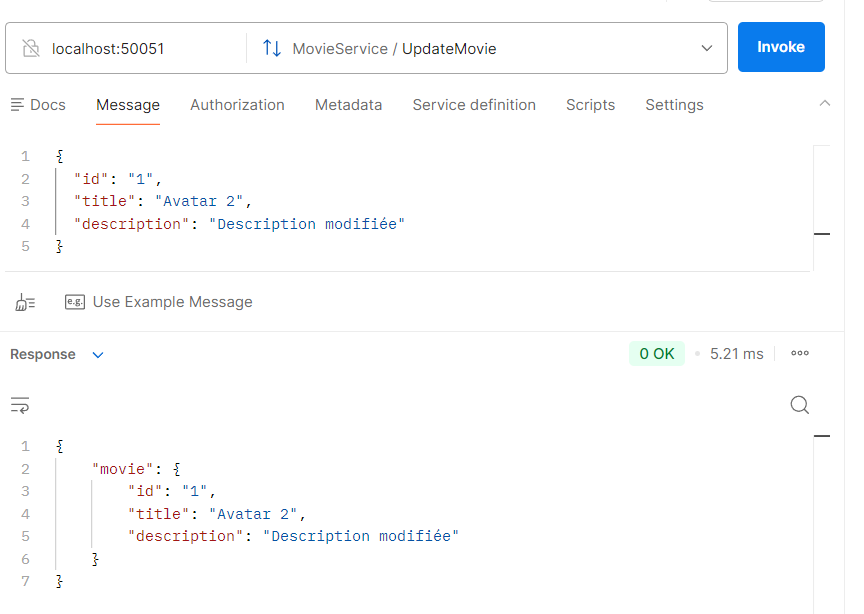 localhost:50051
MovieService / UpdateMovie
Invoke
Docs
Message
Authorization
Metadata
Service definition
Scripts
Settings
1 {
2 "id": "1",
3 "title": "Avatar 2",
4 "description": "Description modifiée"
5 }
e.g. Use Example Message
Response
0 OK
5.21 ms
1 {
2 "movie": {
3 "id": "1",
4 "title": "Avatar 2",
5 "description": "Description modifiée"
6 }
7 }